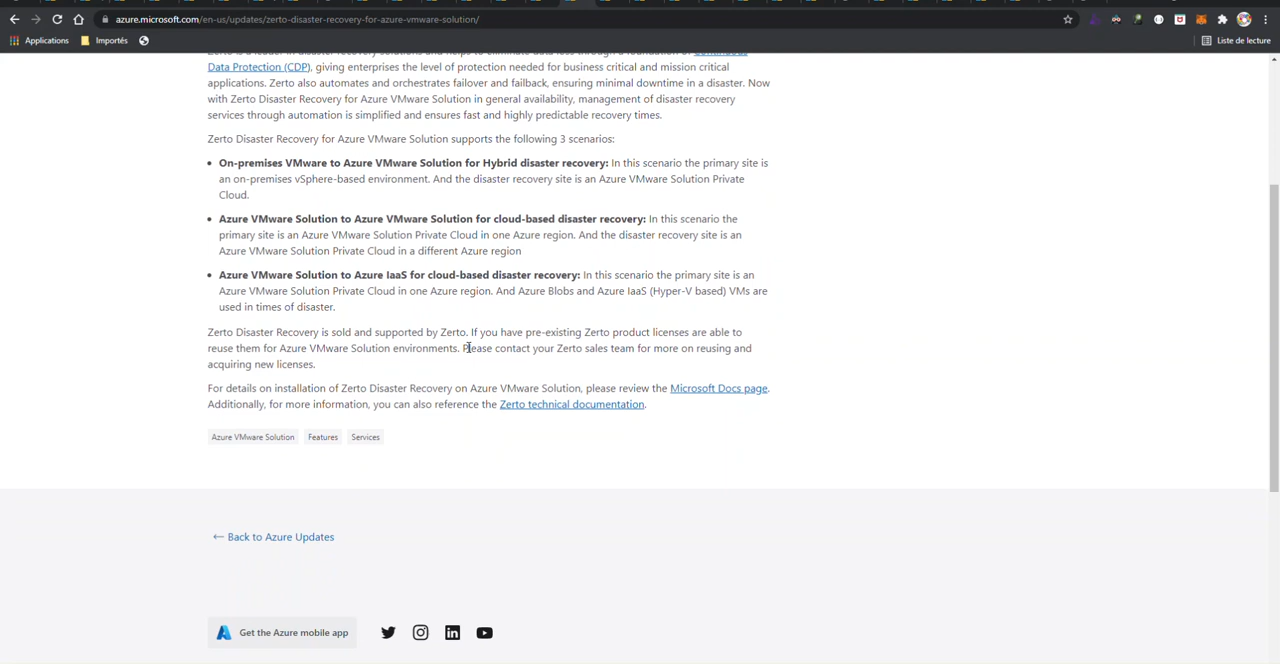 azure.microsoft.com/en-us/updates/zerto-disaster-recovery-for-azure-vmware-solution/
Applications
Importés
Liste de lecture
Data Protection (CDP), giving enterprises the level of protection needed for business critical and mission critical
applications. Zerto also automates and orchestrates failover and failback, ensuring minimal downtime in a disaster. Now
with Zerto Disaster Recovery for Azure VMware Solution in general availability, management of disaster recovery
services through automation is simplified and ensures fast and highly predictable recovery times.
Zerto Disaster Recovery for Azure VMware Solution supports the following 3 scenarios:
On-premises VMware to Azure VMware Solution for Hybrid disaster recovery: In this scenario the primary site is
an on-premises vSphere-based environment. And the disaster recovery site is an Azure VMware Solution Private
Cloud.
Azure VMware Solution to Azure VMware Solution for cloud-based disaster recovery: In this scenario the
primary site is an Azure VMware Solution Private Cloud in one Azure region. And the disaster recovery site is an
Azure VMware Solution Private Cloud in a different Azure region
Azure VMware Solution to Azure IaaS for cloud-based disaster recovery: In this scenario the primary site is an
Azure VMware Solution Private Cloud in one Azure region. And Azure Blobs and Azure IaaS (Hyper-V based) VMs are
used in times of disaster.
Zerto Disaster Recovery is sold and supported by Zerto. If you have pre-existing Zerto product licenses are able to
reuse them for Azure VMware Solution environments. Please contact your Zerto sales team for more on reusing and
acquiring new licenses.
For details on installation of Zerto Disaster Recovery on Azure VMware Solution, please review the Microsoft Docs page.
Additionally, for more information, you can also reference the Zerto technical documentation.
Azure VMware Solution
Features
Services
← Back to Azure Updates
Get the Azure mobile app